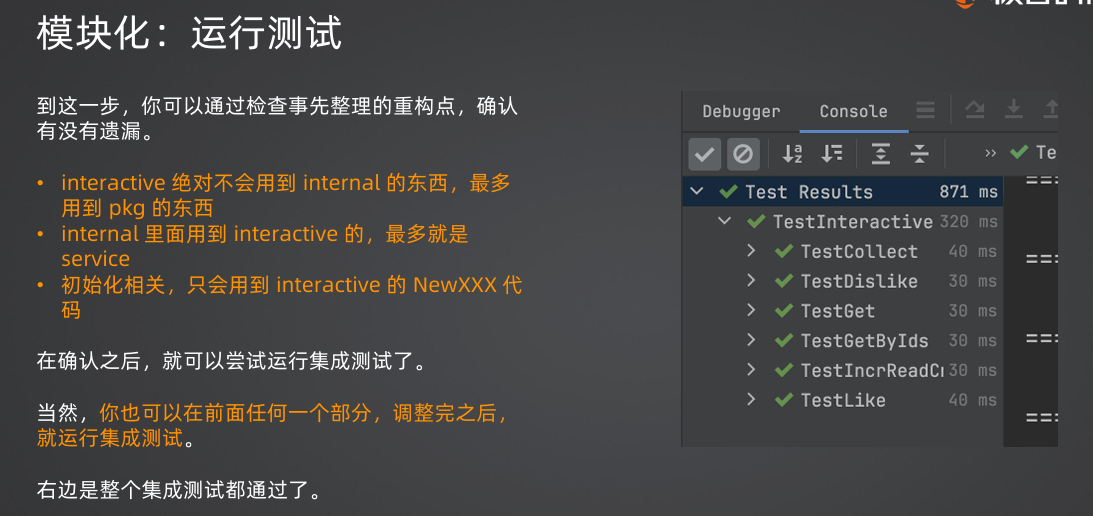 模块化：运行测试
到这一步，你可以通过检查事先整理的重构点，确认
有没有遗漏。
• interactive 绝对不会用到 internal 的东西，最多
用到 pkg 的东西
• internal 里面用到 interactive 的，最多就是
service
• 初始化相关，只会用到 interactive 的 NewXXX 代
码
在确认之后，就可以尝试运行集成测试了。
当然，你也可以在前面任何一个部分，调整完之后，
就运行集成测试。
右边是整个集成测试都通过了。
Debugger Console
Te
Test Results 871 ms
TestInteractive 320 ms
TestCollect 40 ms
TestDislike 30 ms
TestGet 30 ms
TestGetByIds 30 ms
TestIncrReadC 30 ms
TestLike 40 ms
===
===
===
===